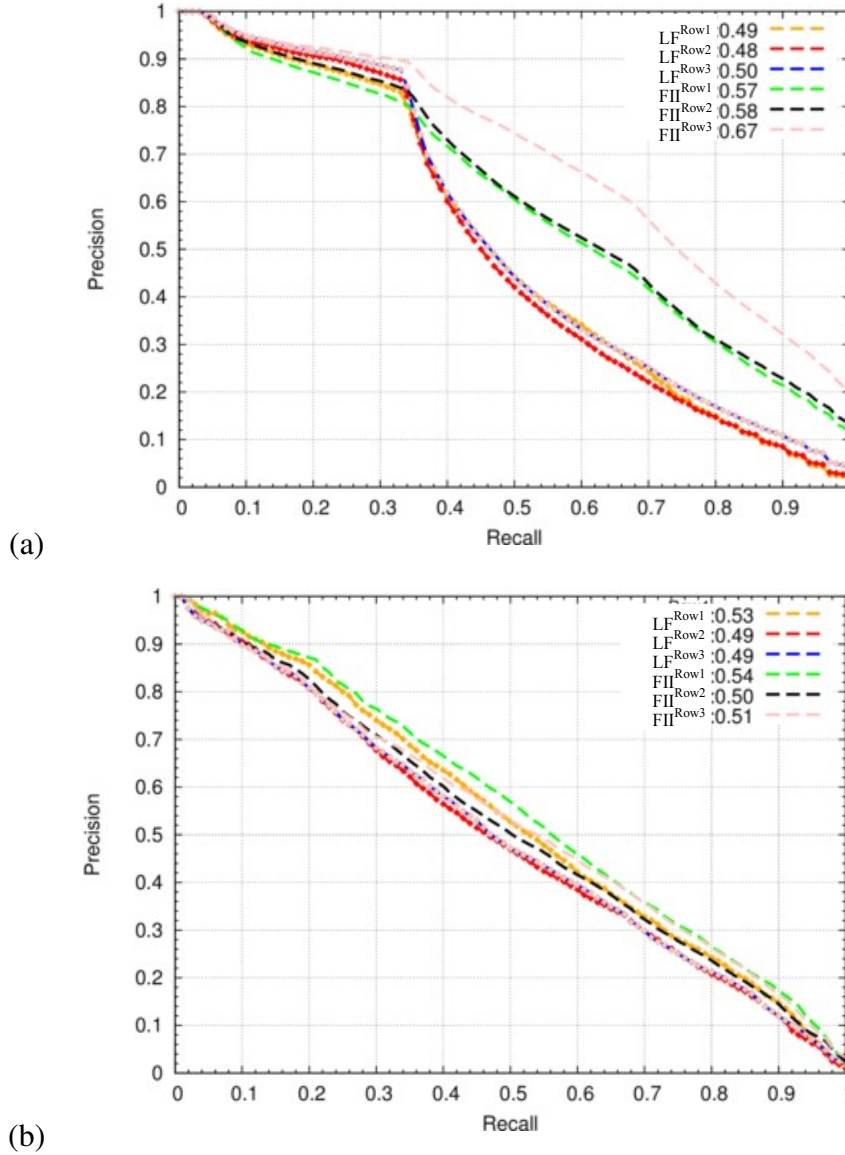 1
0.9
0.8
0.7
0.6
0.5
0.4
0.3
0.2
0.1
0
Precision
LF Row1 :0.49
LF Row2 :0.48
LF Row3 :0.50
FII Row1 :0.57
FII Row2 :0.58
FII Row3 :0.67
0 0.1 0.2 0.3 0.4 0.5 0.6 0.7 0.8 0.9
Recall
(a)
1
0.9
0.8
0.7
0.6
0.5
0.4
0.3
0.2
0.1
0
Precision
LF Row1 :0.53
LF Row2 :0.49
LF Row3 :0.49
FII Row1 :0.54
FII Row2 :0.50
FII Row3 :0.51
0 0.1 0.2 0.3 0.4 0.5 0.6 0.7 0.8 0.9
Recall
(b)